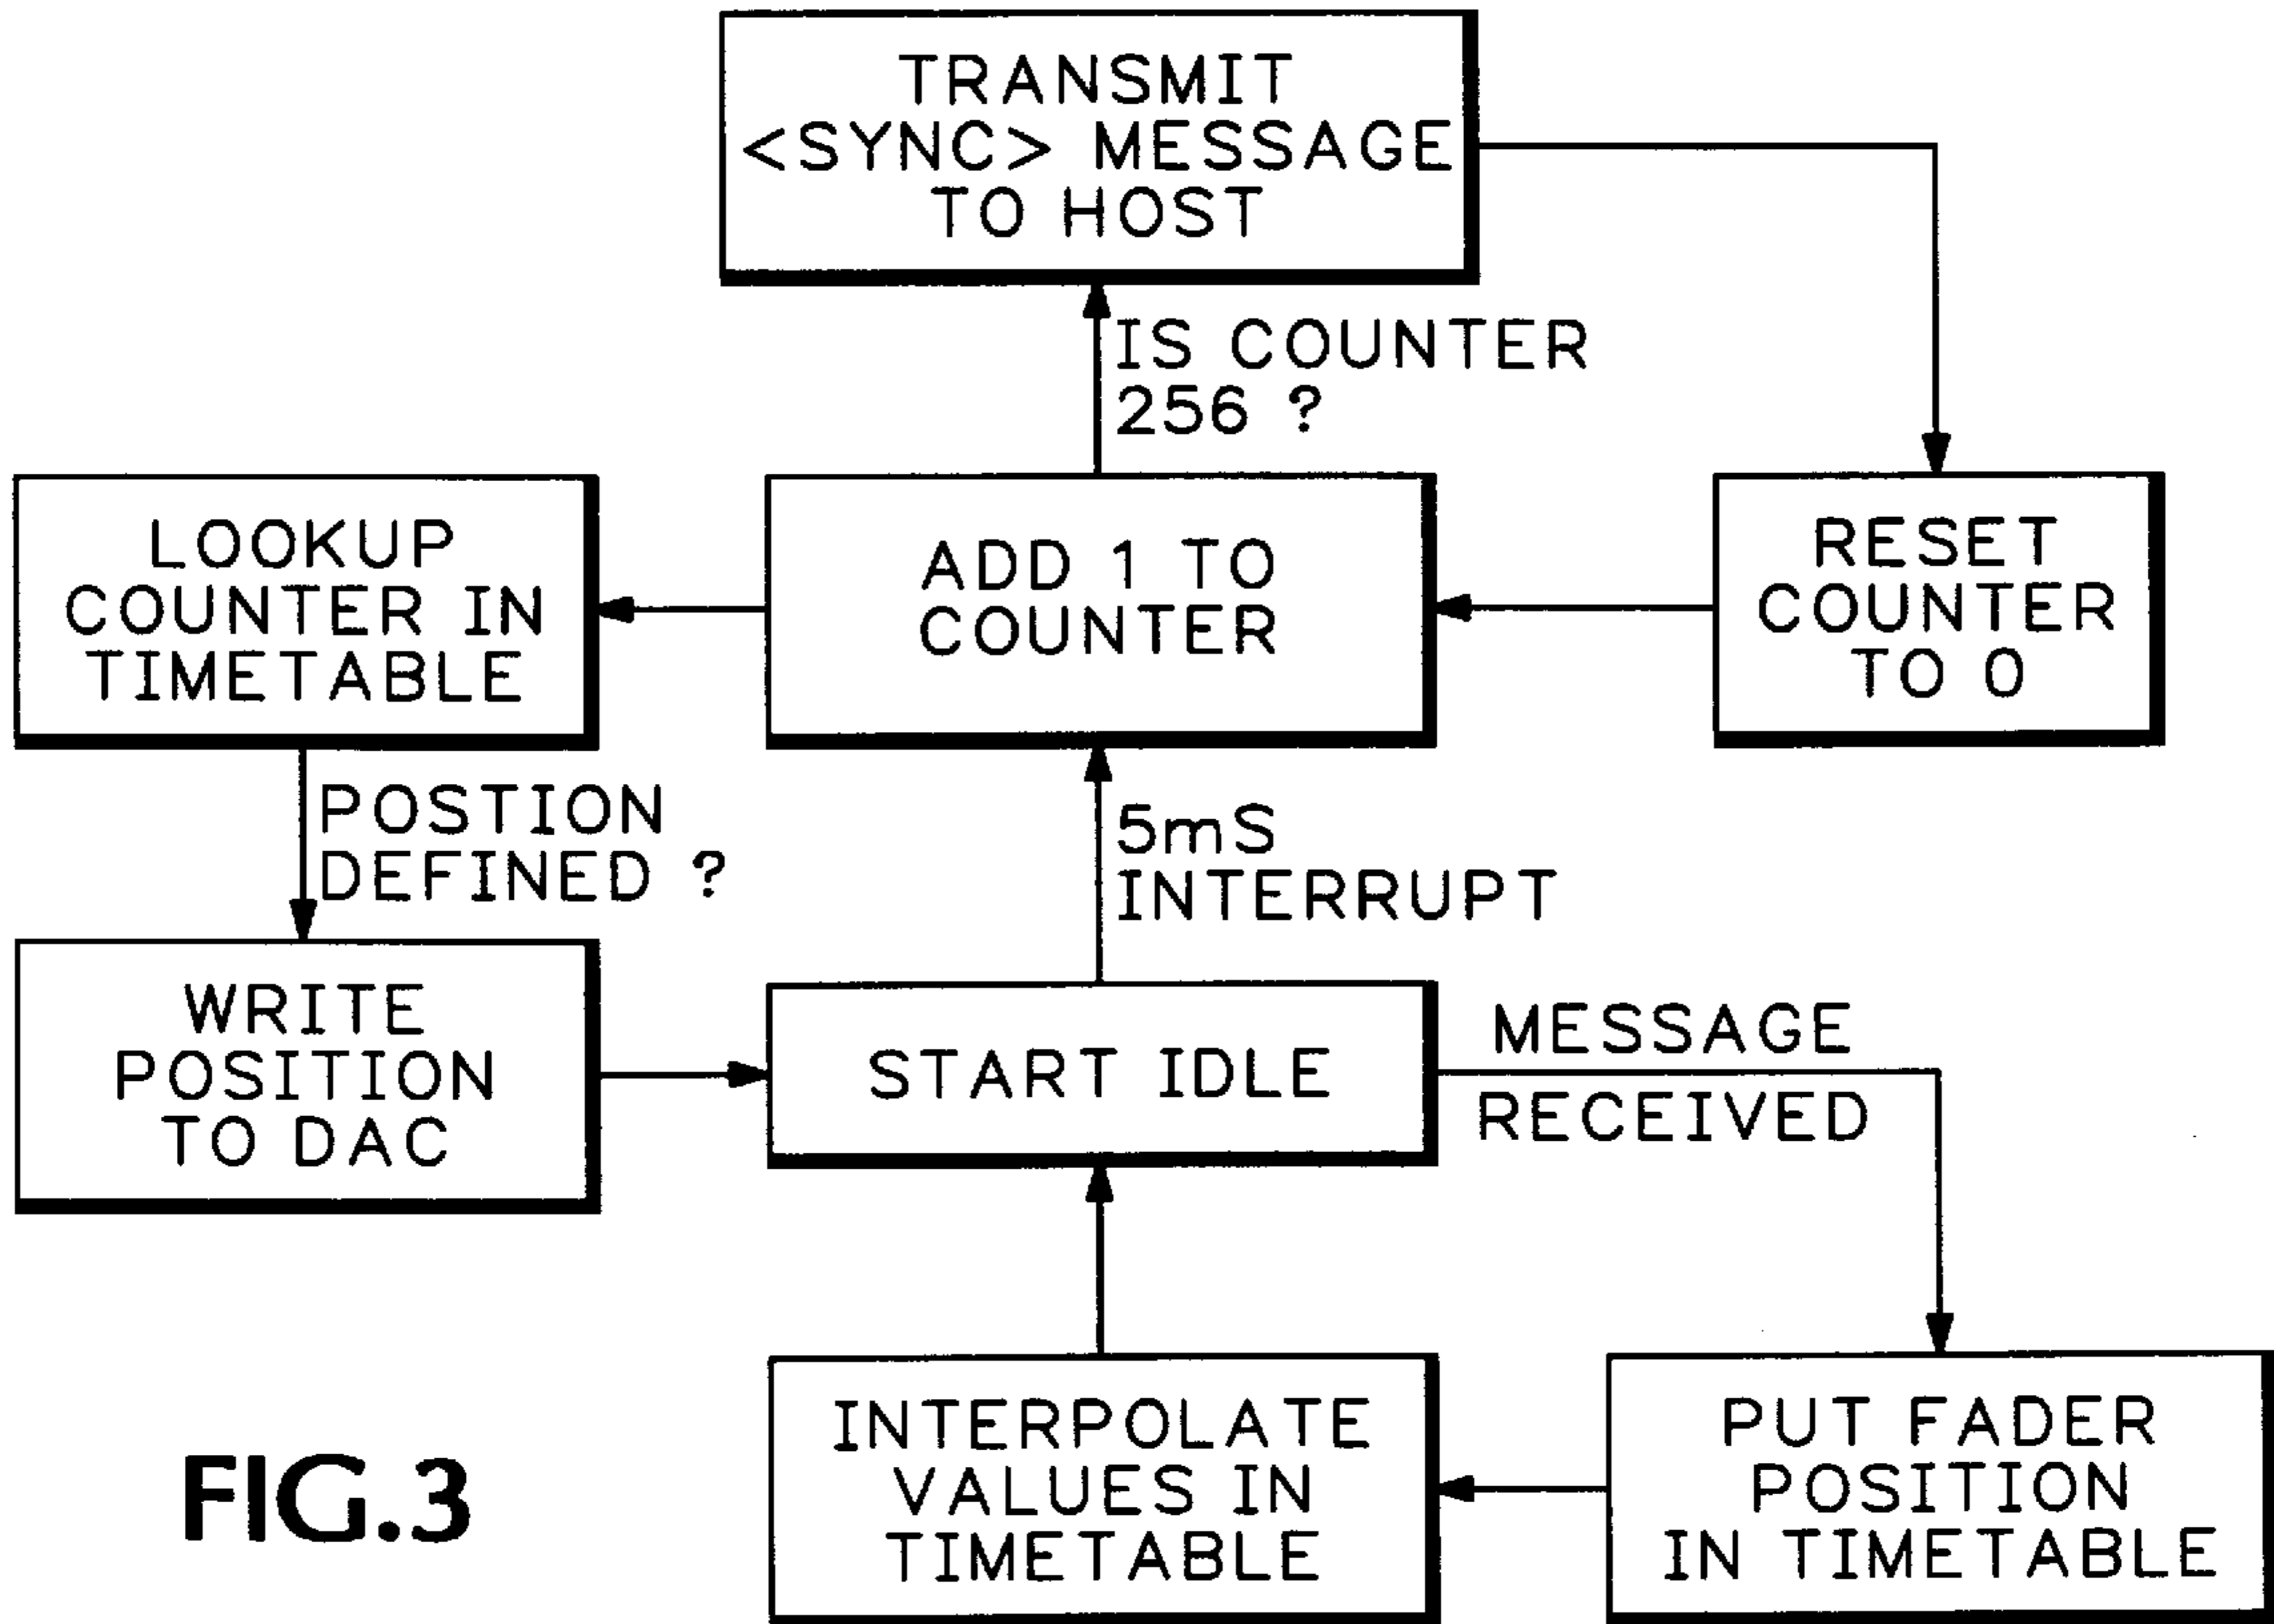 TRANSMIT
<SYNC> MESSAGE
TO HOST
IS COUNTER
256 ?
LOOKUP
COUNTER IN
TIMETABLE
ADD 1 TO
COUNTER
RESET
COUNTER
TO 0
POSTION
DEFINED ?
5mS
INTERRUPT
WRITE
POSITION
TO DAC
START IDLE
MESSAGE
RECEIVED
INTERPOLATE
VALUES IN
TIMETABLE
PUT FADER
POSITION
IN TIMETABLE
FIG.3